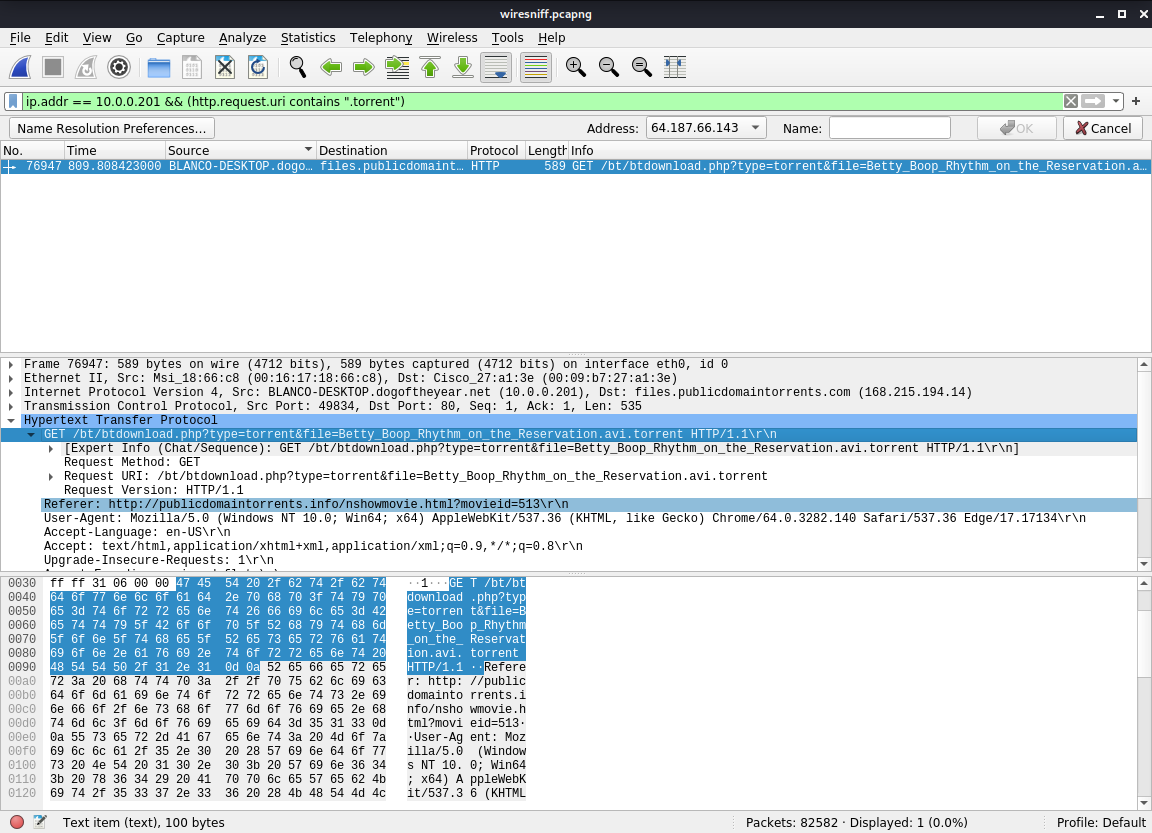 wiresniff.pcapng
File Edit View Go Capture Analyze Statistics Telephony Wireless Tools Help
ip.addr == 10.0.0.201 && (http.request.uri contains ".torrent")
Name Resolution Preferences... Address: 64.187.66.143 Name: OK Cancel
No. Time Source Destination Protocol Length Info
76947 809.808423000 BLANCO-DESKTOP.dogo... files.publicdomaint... HTTP 589 GET /bt/btdownload.php?type=torrent&file=Betty_Boop_Rhythm_on_the_Reservation.a...
Frame 76947: 589 bytes on wire (4712 bits), 589 bytes captured (4712 bits) on interface eth0, id 0
Ethernet II, Src: Msi_18:66:c8 (00:16:17:18:66:c8), Dst: Cisco_27:a1:3e (00:09:b7:27:a1:3e)
Internet Protocol Version 4, Src: BLANCO-DESKTOP.dogoftheyear.net (10.0.0.201), Dst: files.publicdomaintorrents.com (168.215.194.14)
Transmission Control Protocol, Src Port: 49834, Dst Port: 80, Seq: 1, Ack: 1, Len: 535
Hypertext Transfer Protocol
GET /bt/btdownload.php?type=torrent&file=Betty_Boop_Rhythm_on_the_Reservation.avi.torrent HTTP/1.1\r\n
[Expert Info (Chat/Sequence): GET /bt/btdownload.php?type=torrent&file=Betty_Boop_Rhythm_on_the_Reservation.avi.torrent HTTP/1.1\r\n]
Request Method: GET
Request URI: /bt/btdownload.php?type=torrent&file=Betty_Boop_Rhythm_on_the_Reservation.avi.torrent
Request Version: HTTP/1.1
Referer: http://publicdomaintorrents.info/nshowmovie.html?movieid=513\r\n
User-Agent: Mozilla/5.0 (Windows NT 10.0; Win64; x64) AppleWebKit/537.36 (KHTML, like Gecko) Chrome/64.0.3282.140 Safari/537.36 Edge/17.17134\r\n
Accept-Language: en-US\r\n
Accept: text/html,application/xhtml+xml,application/xml;q=0.9,*/*;q=0.8\r\n
Upgrade-Insecure-Requests: 1\r\n
0030 ff ff 31 06 00 00 47 45 54 20 2f 62 74 2f 62 74 ··1···GE T /bt/bt
0040 64 6f 77 6e 6c 6f 61 64 2e 70 68 70 3f 74 79 70 download .php?typ
0050 65 3d 74 6f 72 72 65 6e 74 26 66 69 6c 65 3d 42 e=torren t&file=B
0060 65 74 74 79 5f 42 6f 6f 70 5f 52 68 79 74 68 6d etty_Boo p_Rhythm
0070 5f 6f 6e 5f 74 68 65 5f 52 65 73 65 72 76 61 74 _on_the_ Reservat
0080 69 6f 6e 2e 61 76 69 2e 74 6f 72 72 65 6e 74 20 ion.avi. torrent
0090 48 54 54 50 2f 31 2e 31 0d 0a 52 65 66 65 72 65 HTTP/1.1 ··Refere
00a0 72 3a 20 68 74 74 70 3a 2f 2f 70 75 62 6c 69 63 r: http: //public
00b0 64 6f 6d 61 69 6e 74 6f 72 72 65 6e 74 73 2e 69 domainto rrents.i
00c0 6e 66 6f 2f 6e 73 68 6f 77 6d 6f 76 69 65 2e 68 nfo/nsho wmovie.h
00d0 74 6d 6c 3f 6d 6f 76 69 65 69 64 3d 35 31 33 0d tml?movi eid=513·
00e0 0a 55 73 65 72 2d 41 67 65 6e 74 3a 20 4d 6f 7a ·User-Ag ent: Moz
00f0 69 6c 6c 61 2f 35 2e 30 20 28 57 69 6e 64 6f 77 illa/5.0 (Window
0100 73 20 4e 54 20 31 30 2e 30 3b 20 57 69 6e 36 34 s NT 10. 0; Win64
0110 3b 20 78 36 34 29 20 41 70 70 6c 65 57 65 62 4b ; x64) A ppleWebK
0120 69 74 2f 35 33 37 2e 33 36 20 28 4b 48 54 4d 4c it/537.3 6 (KHTML
Text item (text), 100 bytes Packets: 82582 · Displayed: 1 (0.0%) Profile: Default